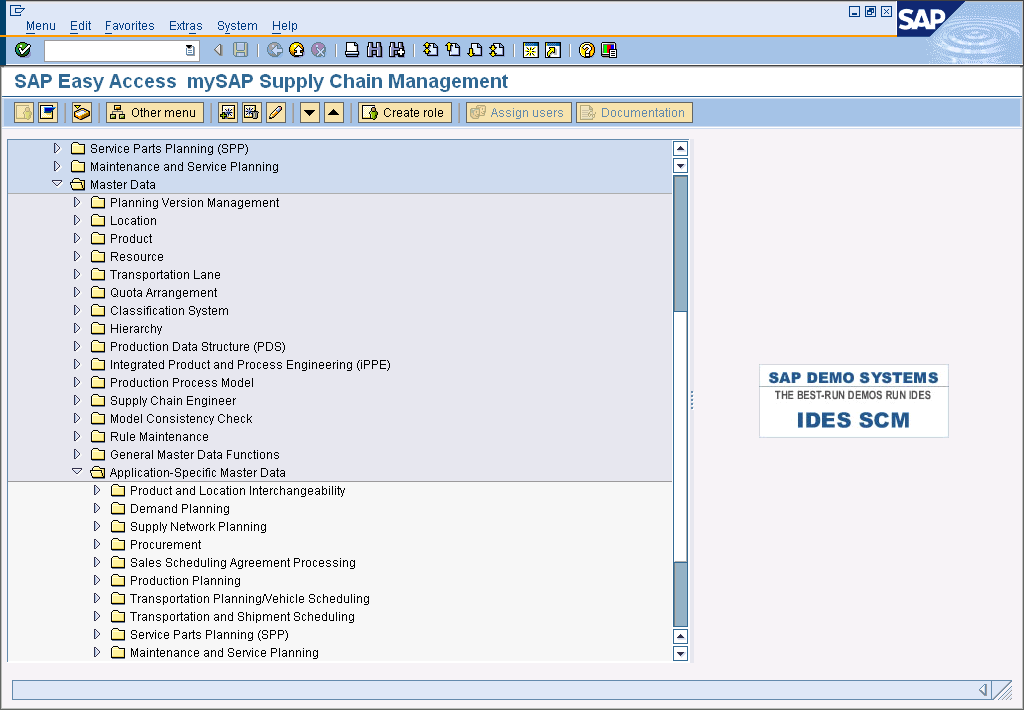 Menu Edit Favorites Extras System Help
SAP
SAP Easy Access mySAP Supply Chain Management
Other menu Create role Assign users Documentation
Service Parts Planning (SPP)
Maintenance and Service Planning
Master Data
Planning Version Management
Location
Product
Resource
Transportation Lane
Quota Arrangement
Classification System
Hierarchy
Production Data Structure (PDS)
Integrated Product and Process Engineering (iPPE)
Production Process Model
Supply Chain Engineer
Model Consistency Check
Rule Maintenance
General Master Data Functions
Application-Specific Master Data
Product and Location Interchangeability
Demand Planning
Supply Network Planning
Procurement
Sales Scheduling Agreement Processing
Production Planning
Transportation Planning/Vehicle Scheduling
Transportation and Shipment Scheduling
Service Parts Planning (SPP)
Maintenance and Service Planning
SAP DEMO SYSTEMS
THE BEST-RUN DEMOS RUN IDES
IDES SCM